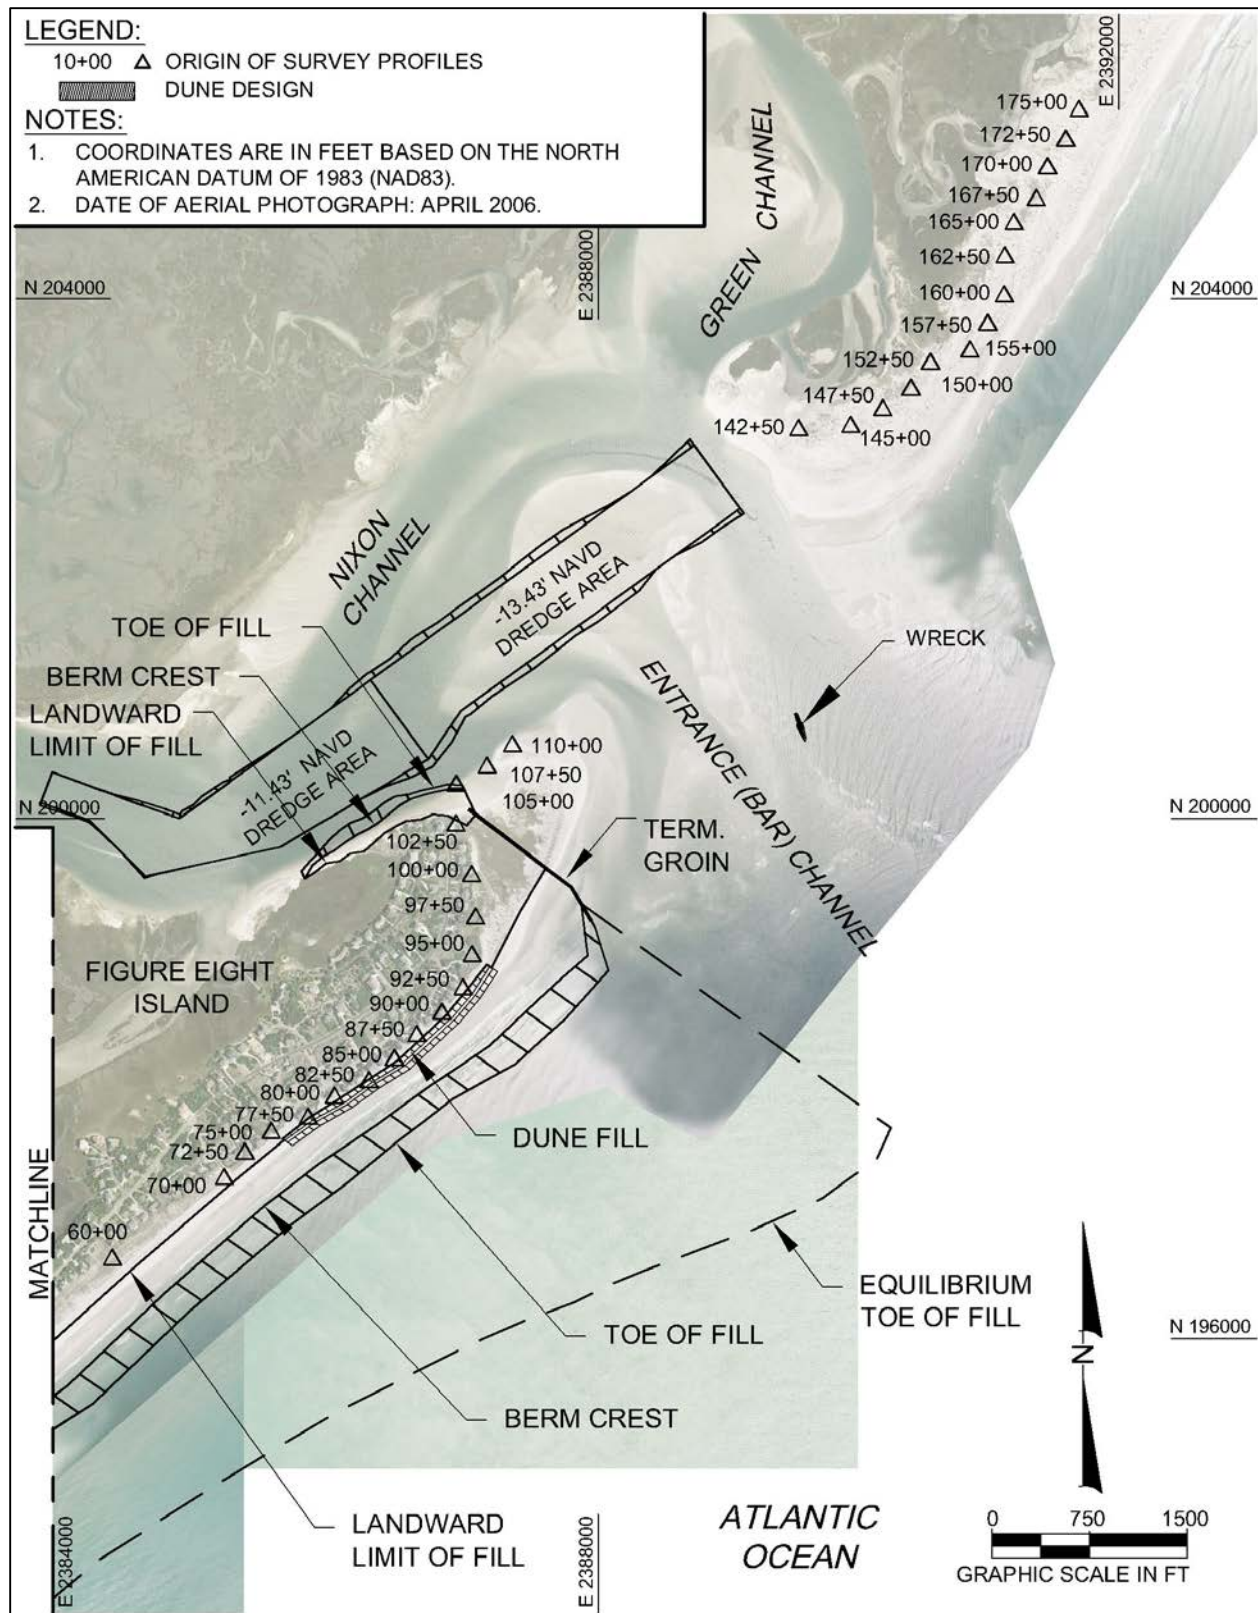 LEGEND:
10+00 △ ORIGIN OF SURVEY PROFILES
DUNE DESIGN
NOTES:
1. COORDINATES ARE IN FEET BASED ON THE NORTH
AMERICAN DATUM OF 1983 (NAD83).
2. DATE OF AERIAL PHOTOGRAPH: APRIL 2006.
E 2388000
E 2392000
N 204000
N 204000
GREEN CHANNEL
175+00
172+50
170+00
167+50
165+00
162+50
160+00
157+50
155+00
152+50
150+00
147+50
145+00
142+50
NIXON
CHANNEL
-13.43' NAVD
DREDGE AREA
TOE OF FILL
BERM CREST
LANDWARD
LIMIT OF FILL
-11.43' NAVD
DREDGE AREA
WRECK
ENTRANCE (BAR) CHANNEL
N 200000
N 200000
110+00
107+50
105+00
102+50
100+00
97+50
95+00
92+50
90+00
87+50
85+00
82+50
80+00
77+50
75+00
72+50
70+00
60+00
TERM.
GROIN
FIGURE EIGHT
ISLAND
MATCHLINE
DUNE FILL
EQUILIBRIUM
TOE OF FILL
TOE OF FILL
BERM CREST
LANDWARD
LIMIT OF FILL
N 196000
N
E 2384000
E 2388000
ATLANTIC
OCEAN
0 750 1500
GRAPHIC SCALE IN FT